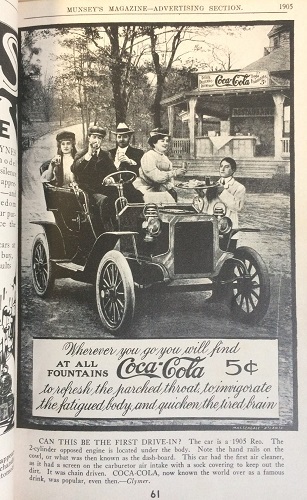 MUNSEY'S MAGAZINE—ADVERTISING SECTION. 1905
Coca-Cola
Wherever you go you will find
AT ALL FOUNTAINS Coca-Cola 5¢
to refresh the parched throat, to invigorate
the fatigued body, and quicken the tired brain
CAN THIS BE THE FIRST DRIVE-IN? The car is a 1905 Reo. The
2-cylinder opposed engine is located under the body. Note the hand rails on
the cowl, or what was then known as the dash-board. This car had the first air cleaner,
as it had a screen on the carburetor air intake with a sock covering to keep out the
dirt. It was chain driven. COCA-COLA, now known the world over as a famous
drink, was popular, even then.—Glymer.
61